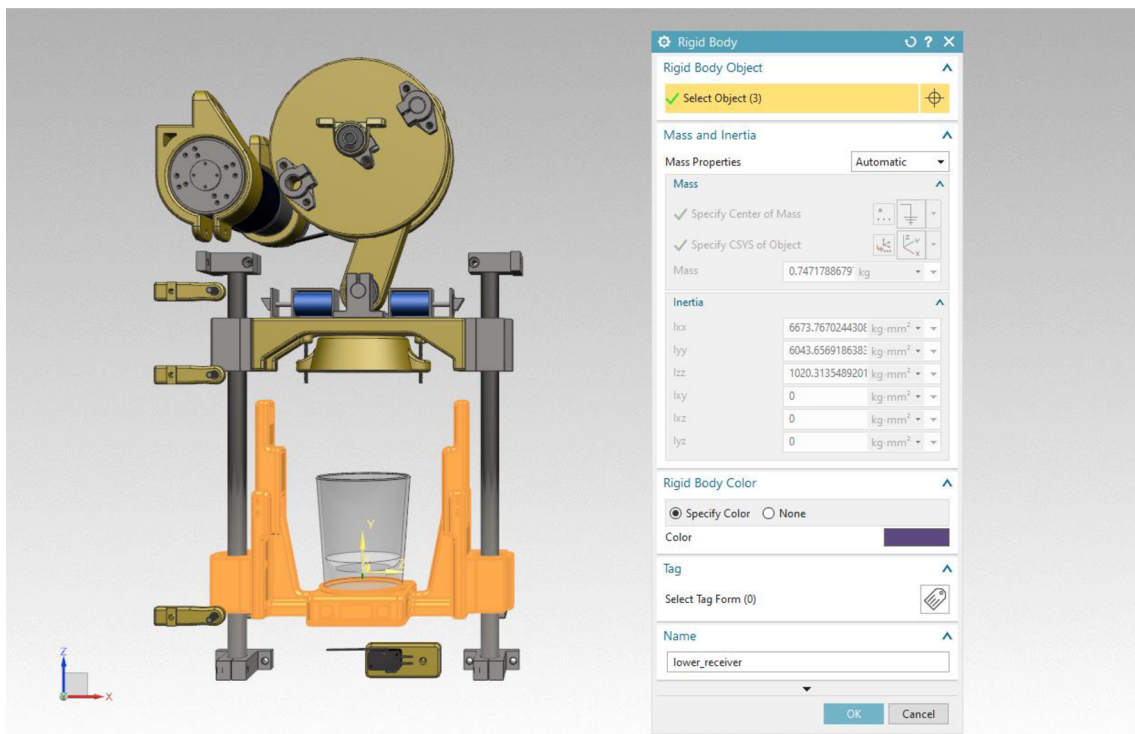 Rigid Body
Rigid Body Object
Select Object (3)
Mass and Inertia
Mass Properties Automatic
Mass
Specify Center of Mass
Specify CSYS of Object
Mass 0.7471788679 kg
Inertia
Ixx 6673.7670244308 kg·mm²
Iyy 6043.6569186383 kg·mm²
Izz 1020.3135489201 kg·mm²
Ixy 0 kg·mm²
Ixz 0 kg·mm²
Iyz 0 kg·mm²
Rigid Body Color
Specify Color None
Color
Tag
Select Tag Form (0)
Name
lower_receiver
OK Cancel
Y
Z
X